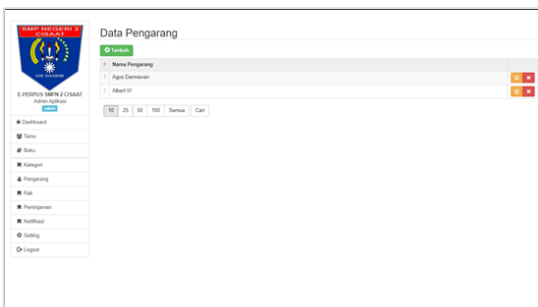 SMP NEGERI 2
CISAAT
E-PERPUS SMPN 2 CISAAT
Admin Aplikasi
Dashboard
Tamu
Buku
Kategori
Pengarang
Rak
Peminjaman
Notifikasi
Setting
Logout
Data Pengarang
Tambah
# Nama Pengarang
1 Agus Darmawan
2 Albert W
10 25 50 100 Semua Cari